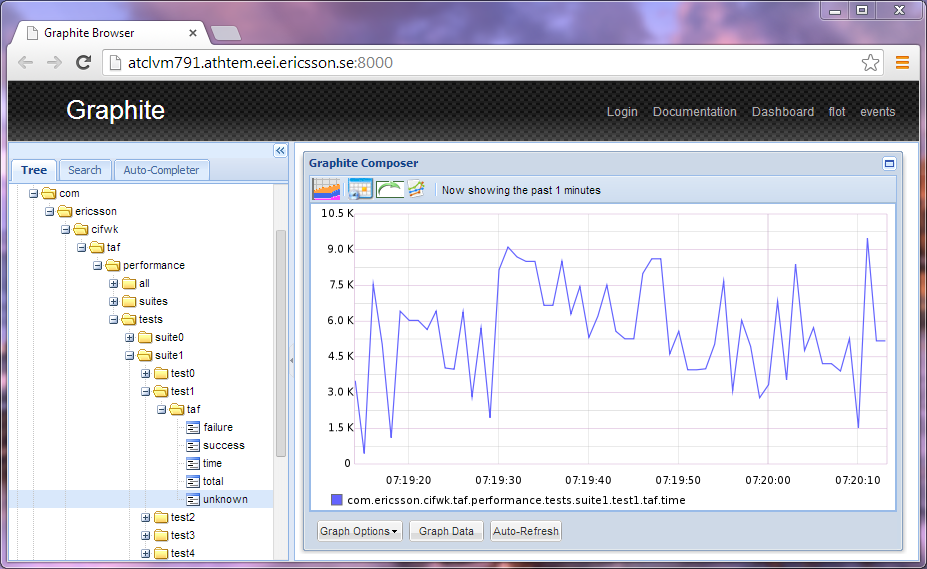 Graphite Browser
atclvm791.athtem.eei.ericsson.se:8000
Graphite
Login Documentation Dashboard flot events
Tree Search Auto-Completer
com
ericsson
cifwk
taf
performance
all
suites
tests
suite0
suite1
test0
test1
taf
failure
success
time
total
unknown
test2
test3
test4
Graphite Composer
Now showing the past 1 minutes
10.5 K
9.0 K
7.5 K
6.0 K
4.5 K
3.0 K
1.5 K
0
07:19:20 07:19:30 07:19:40 07:19:50 07:20:00 07:20:10
com.ericsson.cifwk.taf.performance.tests.suite1.test1.taf.time
Graph Options Graph Data Auto-Refresh